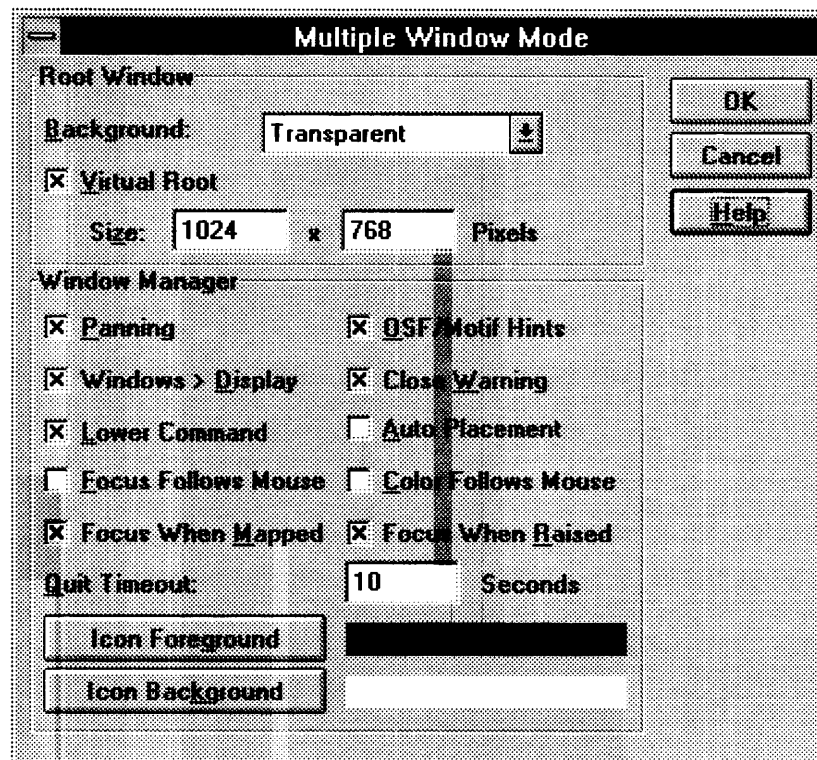 Multiple Window Mode
Root Window
OK
Background: Transparent
Cancel
Virtual Root
Help
Size: 1024 x 768 Pixels
Window Manager
Panning OSF/Motif Hints
Windows > Display Close Warning
Lower Command Auto Placement
Focus Follows Mouse Color Follows Mouse
Focus When Mapped Focus When Raised
Quit Timeout: 10 Seconds
Icon Foreground
Icon Background